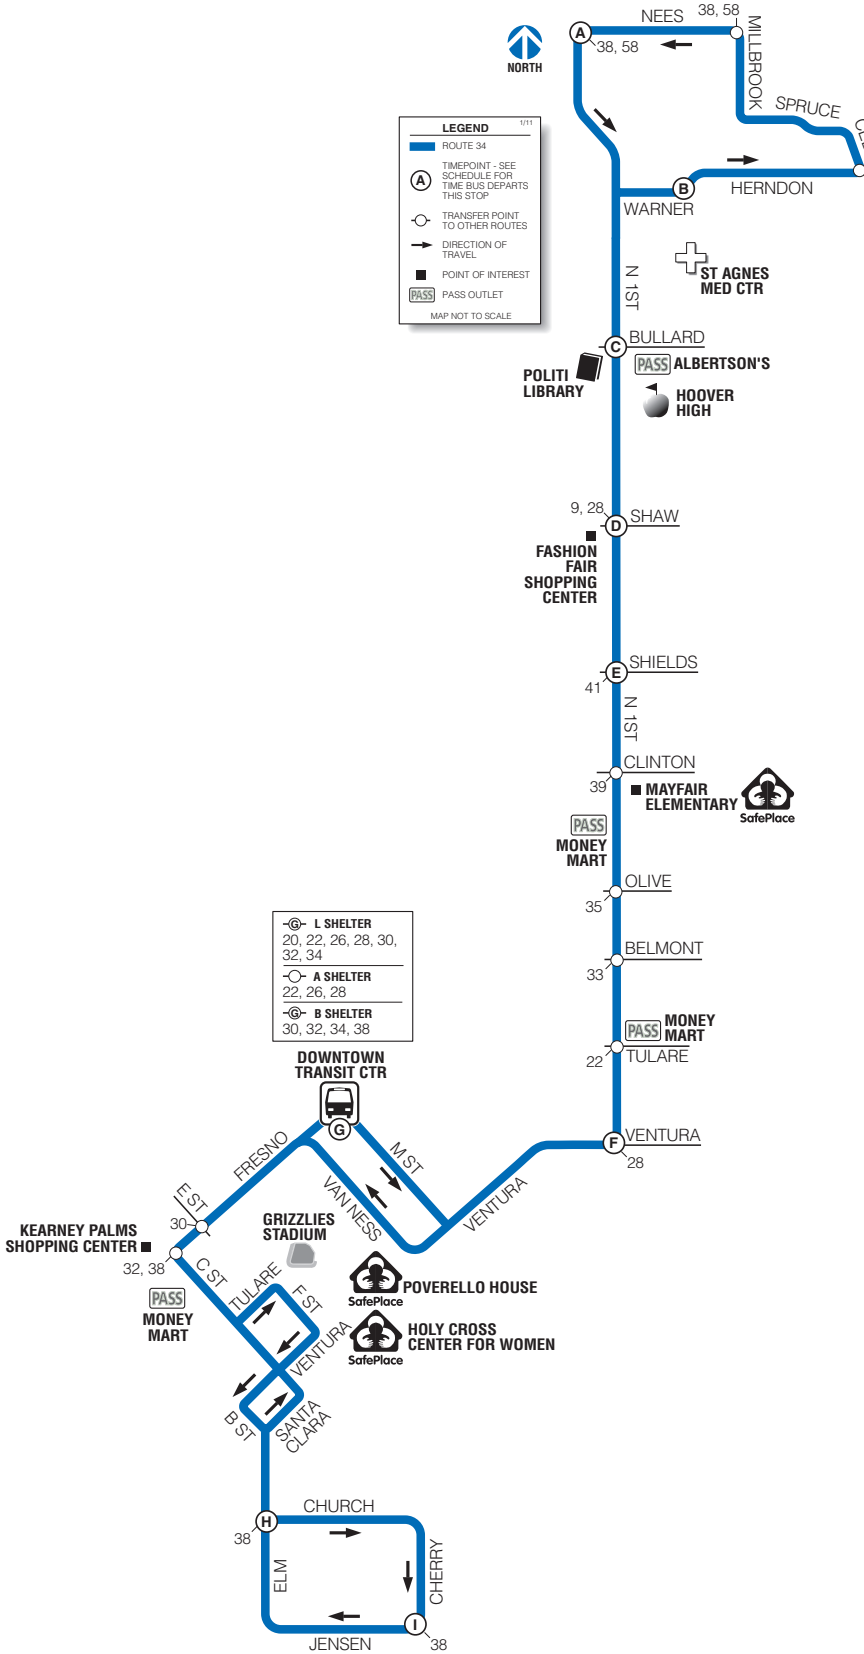 NEES
38, 58
A
38, 58
MILLBROOK
NORTH
SPRUCE
LEGEND
1/11
ROUTE 34
A
TIMEPOINT - SEE
SCHEDULE FOR
TIME BUS DEPARTS
THIS STOP
TRANSFER POINT
TO OTHER ROUTES
DIRECTION OF
TRAVEL
POINT OF INTEREST
PASS
PASS OUTLET
MAP NOT TO SCALE
B
HERNDON
WARNER
N 1ST
ST AGNES
MED CTR
C
BULLARD
PASS
ALBERTSON'S
POLITI
LIBRARY
HOOVER
HIGH
9, 28
D
SHAW
FASHION
FAIR
SHOPPING
CENTER
E
SHIELDS
41
N 1ST
CLINTON
39
MAYFAIR
ELEMENTARY
SafePlace
PASS
MONEY
MART
OLIVE
35
BELMONT
33
G
L SHELTER
20, 22, 26, 28, 30,
32, 34
A SHELTER
22, 26, 28
G
B SHELTER
30, 32, 34, 38
PASS
MONEY
MART
22
TULARE
DOWNTOWN
TRANSIT CTR
G
F
VENTURA
28
FRESNO
M ST
VAN NESS
VENTURA
E ST
30
KEARNEY PALMS
SHOPPING CENTER
32, 38
GRIZZLIES
STADIUM
C ST
TULARE
F ST
PASS
MONEY
MART
SafePlace
POVERELLO HOUSE
VENTURA
SafePlace
HOLY CROSS
CENTER FOR WOMEN
B ST
SANTA
CLARA
H
38
CHURCH
ELM
CHERRY
I
38
JENSEN